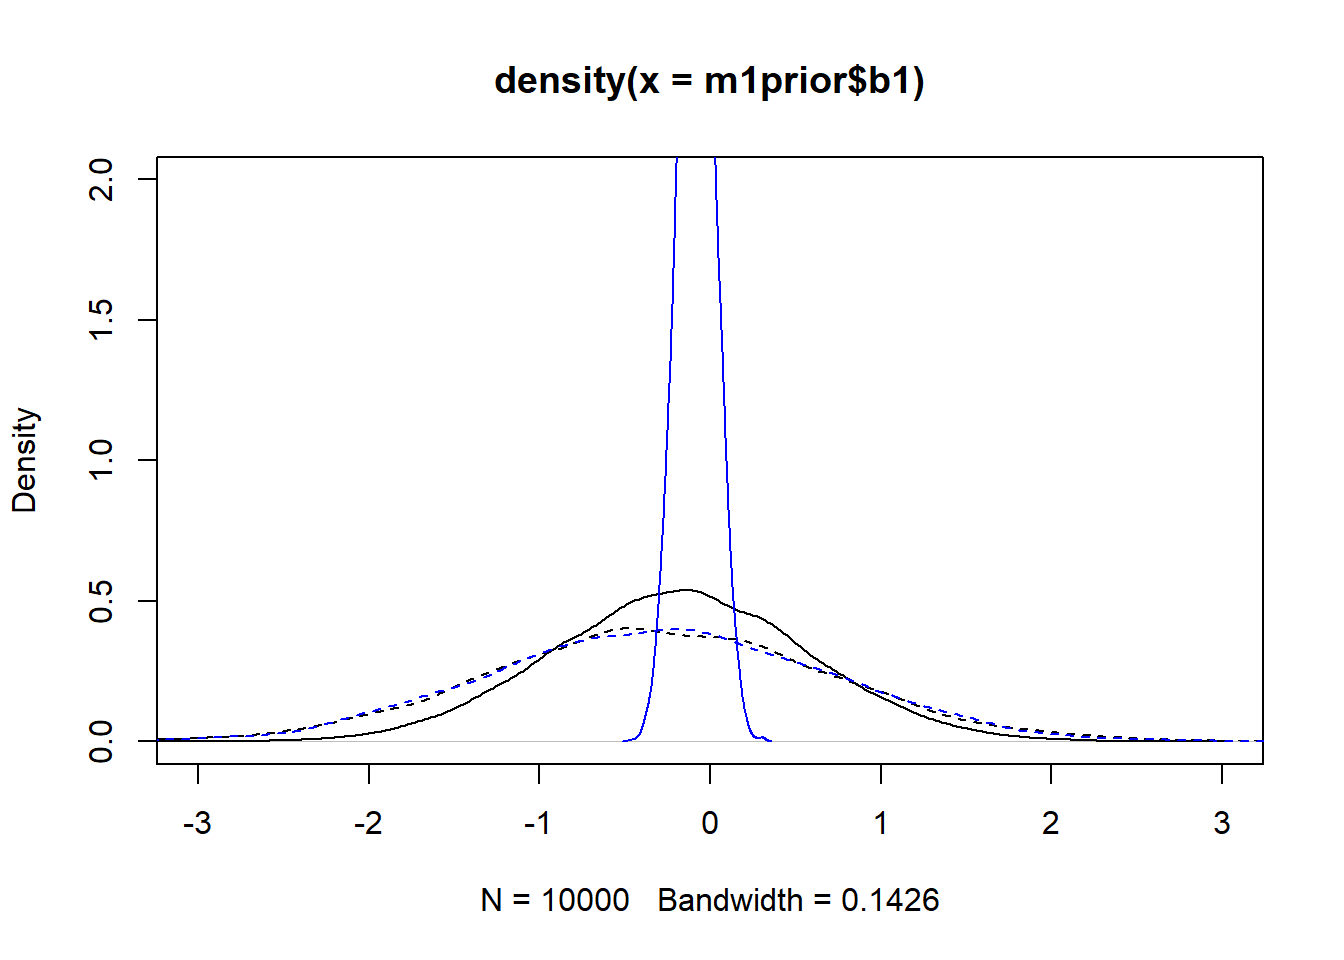 density(x = m1prior$b1)
2.0
1.5
1.0
0.5
0.0
Density
-3 -2 -1 0 1 2 3
N = 10000 Bandwidth = 0.1426